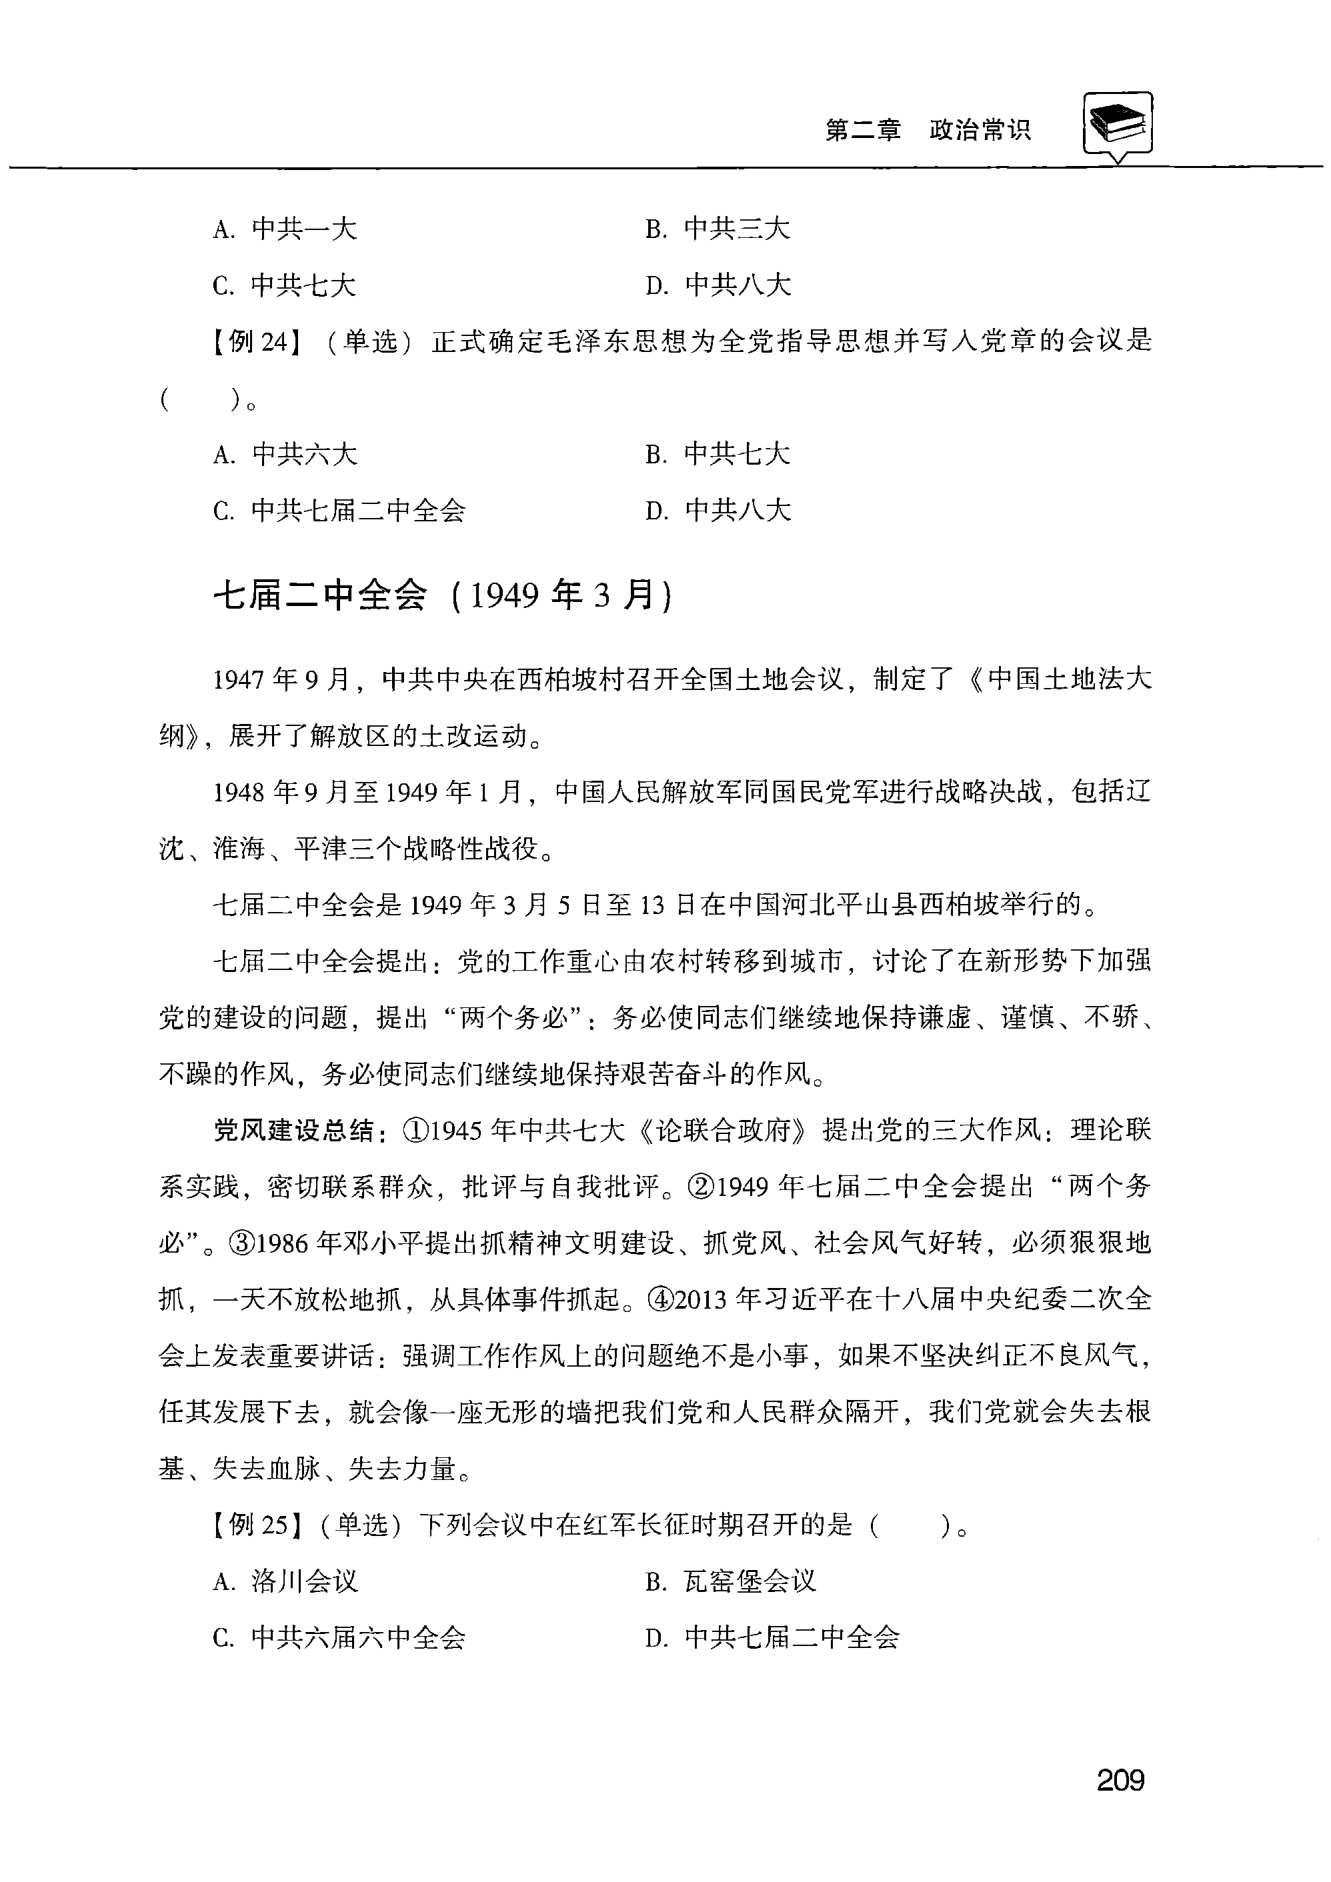 第二章 政治常识
A. 中共一大 B. 中共三大
C. 中共七大 D. 中共八大
【例 24】（单选）正式确定毛泽东思想为全党指导思想并写入党章的会议是
（ ）。
A. 中共六大 B. 中共七大
C. 中共七届二中全会 D. 中共八大
七届二中全会（1949 年 3 月）
1947 年 9 月，中共中央在西柏坡村召开全国土地会议，制定了《中国土地法大
纲》，展开了解放区的土改运动。
1948 年 9 月至 1949 年 1 月，中国人民解放军同国民党军进行战略决战，包括辽
沈、淮海、平津三个战略性战役。
七届二中全会是 1949 年 3 月 5 日至 13 日在中国河北平山县西柏坡举行的。
七届二中全会提出：党的工作重心由农村转移到城市，讨论了在新形势下加强
党的建设的问题，提出“两个务必”：务必使同志们继续地保持谦虚、谨慎、不骄、
不躁的作风，务必使同志们继续地保持艰苦奋斗的作风。
党风建设总结：①1945 年中共七大《论联合政府》提出党的三大作风：理论联
系实践，密切联系群众，批评与自我批评。②1949 年七届二中全会提出“两个务
必”。③1986 年邓小平提出抓精神文明建设、抓党风、社会风气好转，必须狠狠地
抓，一天不放松地抓，从具体事件抓起。④2013 年习近平在十八届中央纪委二次全
会上发表重要讲话：强调工作作风上的问题绝不是小事，如果不坚决纠正不良风气，
任其发展下去，就会像一座无形的墙把我们党和人民群众隔开，我们党就会失去根
基、失去血脉、失去力量。
【例 25】（单选）下列会议中在红军长征时期召开的是（ ）。
A. 洛川会议 B. 瓦窑堡会议
C. 中共六届六中全会 D. 中共七届二中全会
209